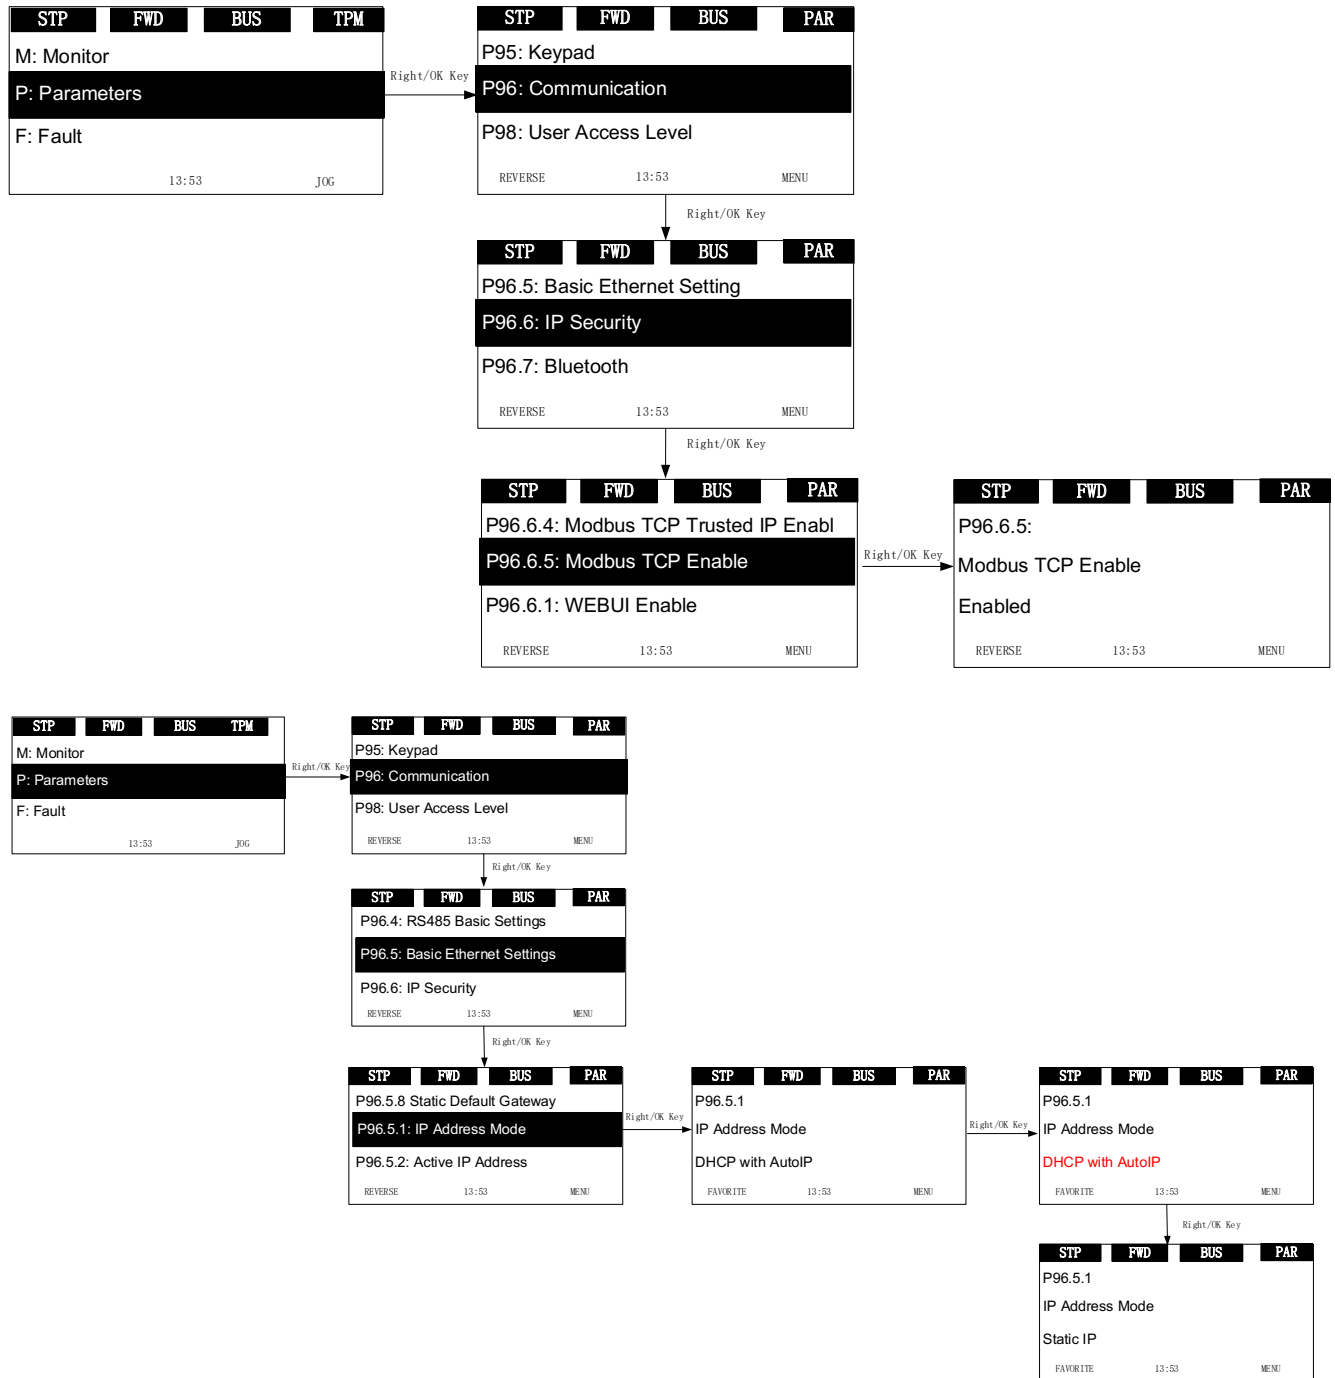 STP FWD BUS TPM
M: Monitor
P: Parameters
F: Fault
13:53 JOG
Right/OK Key
STP FWD BUS PAR
P95: Keypad
P96: Communication
P98: User Access Level
REVERSE 13:53 MENU
Right/OK Key
STP FWD BUS PAR
P96.5: Basic Ethernet Setting
P96.6: IP Security
P96.7: Bluetooth
REVERSE 13:53 MENU
Right/OK Key
STP FWD BUS PAR
P96.6.4: Modbus TCP Trusted IP Enabl
P96.6.5: Modbus TCP Enable
P96.6.1: WEBUI Enable
REVERSE 13:53 MENU
Right/OK Key
STP FWD BUS PAR
P96.6.5:
Modbus TCP Enable
Enabled
REVERSE 13:53 MENU
STP FWD BUS TPM
M: Monitor
P: Parameters
F: Fault
13:53 JOG
Right/OK Key
STP FWD BUS PAR
P95: Keypad
P96: Communication
P98: User Access Level
REVERSE 13:53 MENU
Right/OK Key
STP FWD BUS PAR
P96.4: RS485 Basic Settings
P96.5: Basic Ethernet Settings
P96.6: IP Security
REVERSE 13:53 MENU
Right/OK Key
STP FWD BUS PAR
P96.5.8 Static Default Gateway
P96.5.1: IP Address Mode
P96.5.2: Active IP Address
REVERSE 13:53 MENU
Right/OK Key
STP FWD BUS PAR
P96.5.1
IP Address Mode
DHCP with AutoIP
FAVORITE 13:53 MENU
Right/OK Key
STP FWD BUS PAR
P96.5.1
IP Address Mode
DHCP with AutoIP
FAVORITE 13:53 MENU
Right/OK Key
STP FWD BUS PAR
P96.5.1
IP Address Mode
Static IP
FAVORITE 13:53 MENU